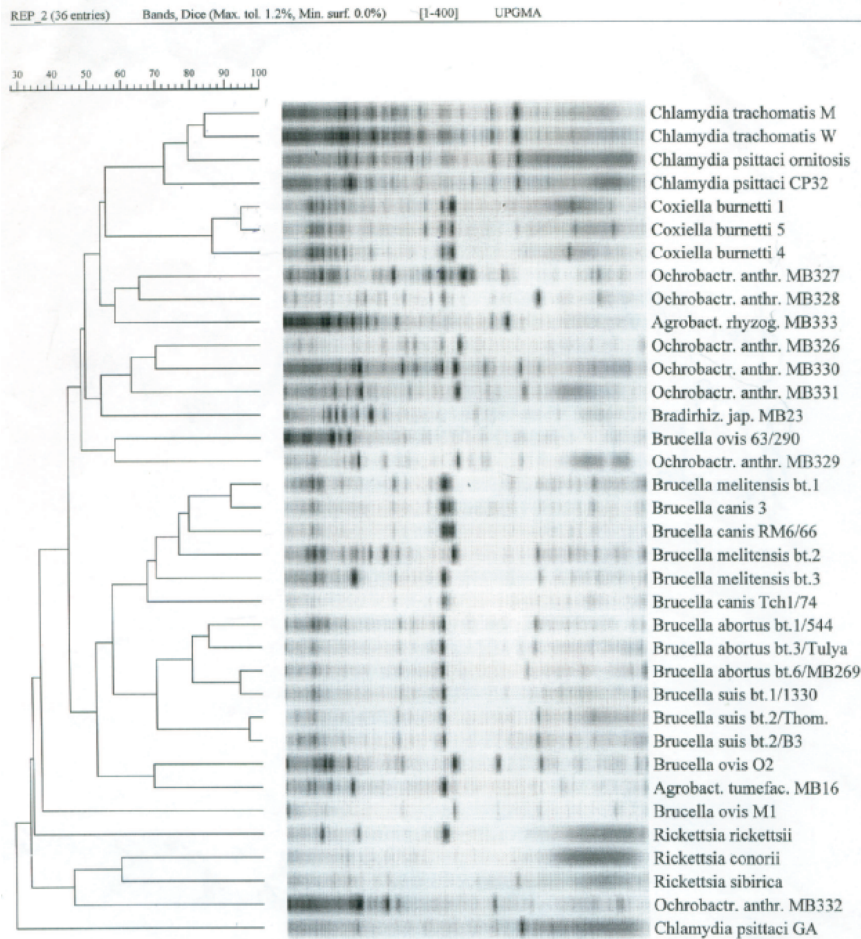 REP_2 (36 entries) Bands, Dice (Max. tol. 1.2%, Min. surf. 0.0%) [1-400] UPGMA
30 40 50 60 70 80 90 100
Chlamydia trachomatis M
Chlamydia trachomatis W
Chlamydia psittaci ornitosis
Chlamydia psittaci CP32
Coxiella burnetti 1
Coxiella burnetti 5
Coxiella burnetti 4
Ochrobactr. anthr. MB327
Ochrobactr. anthr. MB328
Agrobact. rhyzog. MB333
Ochrobactr. anthr. MB326
Ochrobactr. anthr. MB330
Ochrobactr. anthr. MB331
Bradirhiz. jap. MB23
Brucella ovis 63/290
Ochrobactr. anthr. MB329
Brucella melitensis bt.1
Brucella canis 3
Brucella canis RM6/66
Brucella melitensis bt.2
Brucella melitensis bt.3
Brucella canis Tch1/74
Brucella abortus bt.1/544
Brucella abortus bt.3/Tulya
Brucella abortus bt.6/MB269
Brucella suis bt.1/1330
Brucella suis bt.2/Thom.
Brucella suis bt.2/B3
Brucella ovis O2
Agrobact. tumefac. MB16
Brucella ovis M1
Rickettsia rickettsii
Rickettsia conorii
Rickettsia sibirica
Ochrobactr. anthr. MB332
Chlamydia psittaci GA